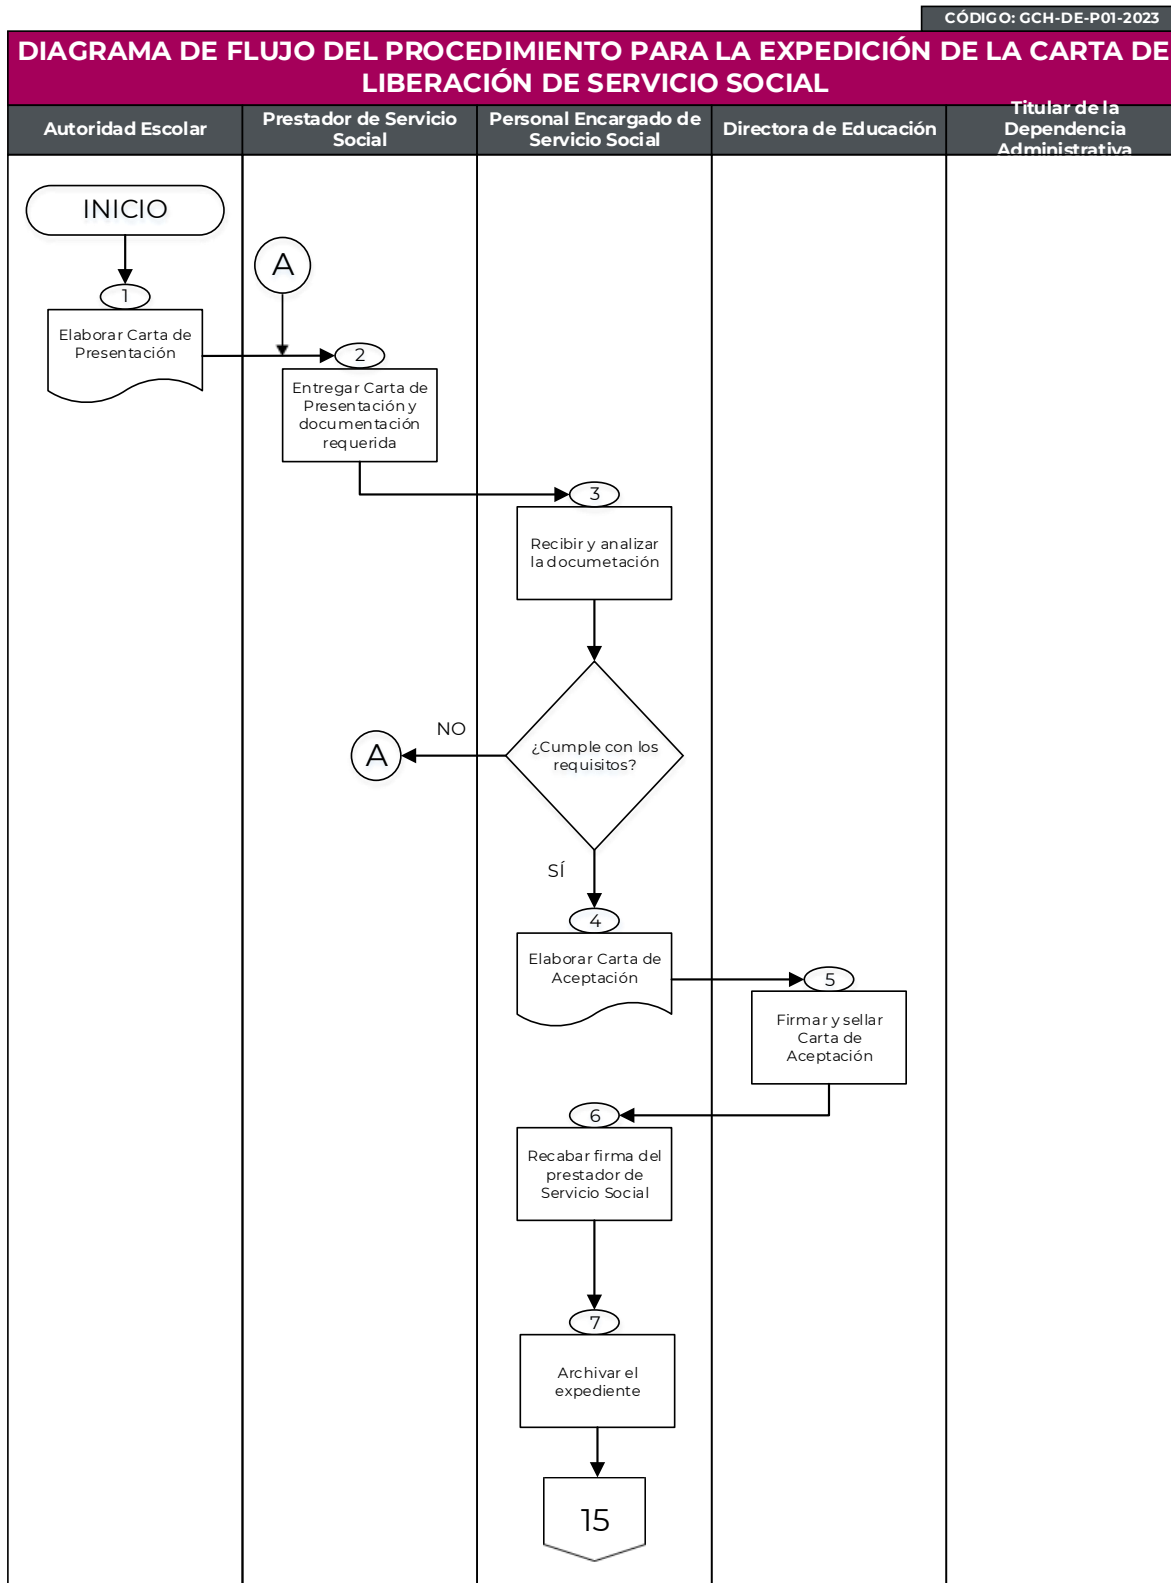 CÓDIGO: GCH-DE-P01-2023
DIAGRAMA DE FLUJO DEL PROCEDIMIENTO PARA LA EXPEDICIÓN DE LA CARTA DE
LIBERACIÓN DE SERVICIO SOCIAL
Autoridad Escolar
Prestador de Servicio
Social
Personal Encargado de
Servicio Social
Directora de Educación
Titular de la
Dependencia
Administrativa
INICIO
A
1
Elaborar Carta de
Presentación
2
Entregar Carta de
Presentación y
documentación
requerida
3
Recibir y analizar
la documetación
¿Cumple con los
requisitos?
NO
A
SÍ
4
Elaborar Carta de
Aceptación
5
Firmar y sellar
Carta de
Aceptación
6
Recabar firma del
prestador de
Servicio Social
7
Archivar el
expediente
15